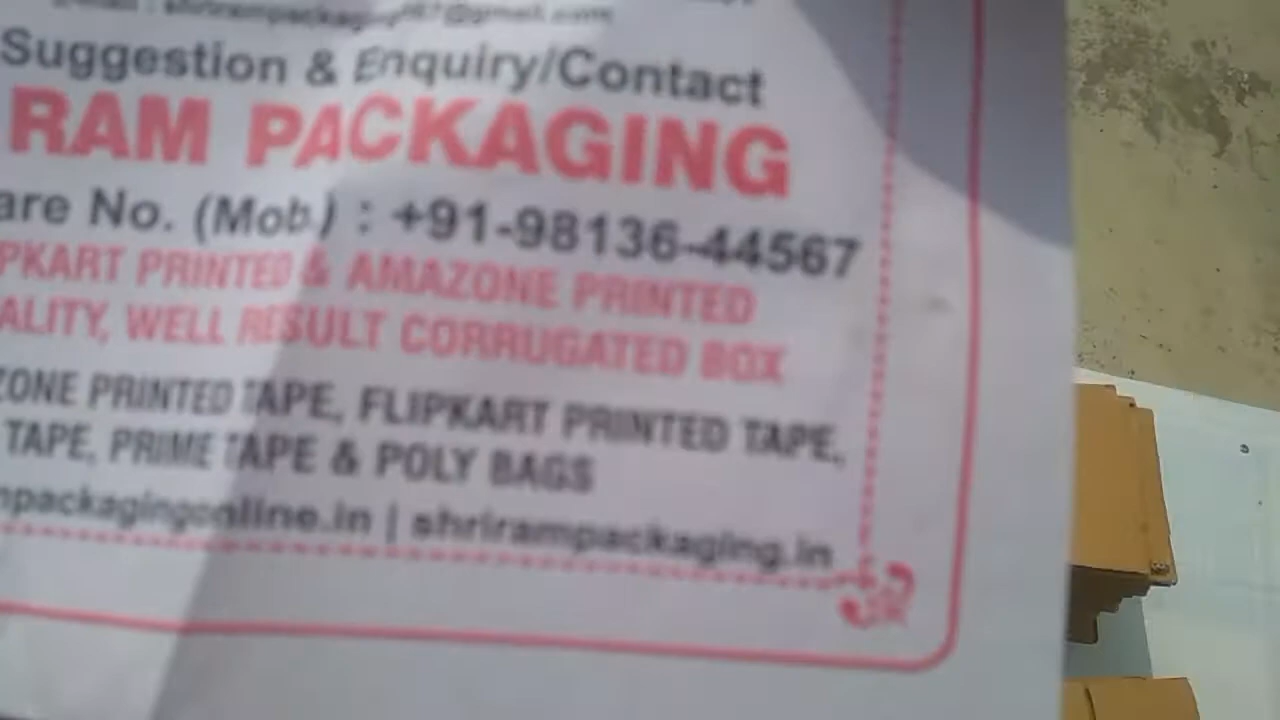 Suggestion & Enquiry/Contact
RAM PACKAGING
are No. (Mob.) : +91-98136-44567
PKART PRINTED & AMAZONE PRINTED
ALITY, WELL RESULT CORRUGATED BOX
ZONE PRINTED TAPE, FLIPKART PRINTED TAPE,
TAPE, PRIME TAPE & POLY BAGS
mpackagingonline.in | shrirampackaging.in